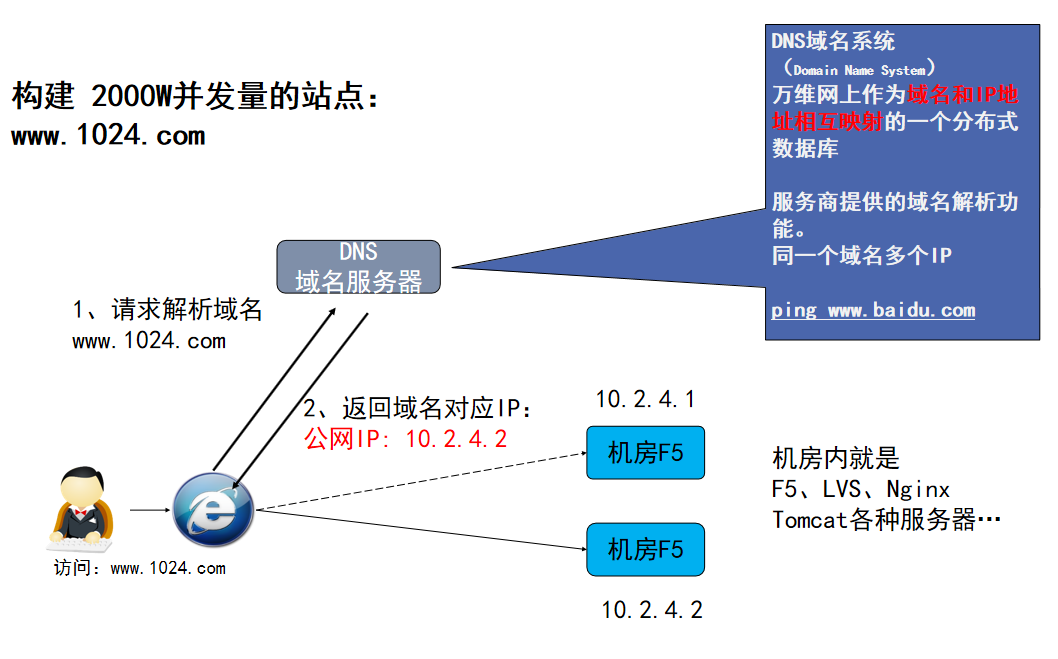 构建 2000W并发量的站点：
www.1024.com
DNS域名系统
（Domain Name System）
万维网上作为域名和IP地
址相互映射的一个分布式
数据库
服务商提供的域名解析功
能。
同一个域名多个IP
ping www.baidu.com
DNS
域名服务器
1、请求解析域名
www.1024.com
2、返回域名对应IP：
公网IP: 10.2.4.2
10.2.4.1
机房F5
机房F5
10.2.4.2
机房内就是
F5、LVS、Nginx
Tomcat各种服务器…
访问：www.1024.com